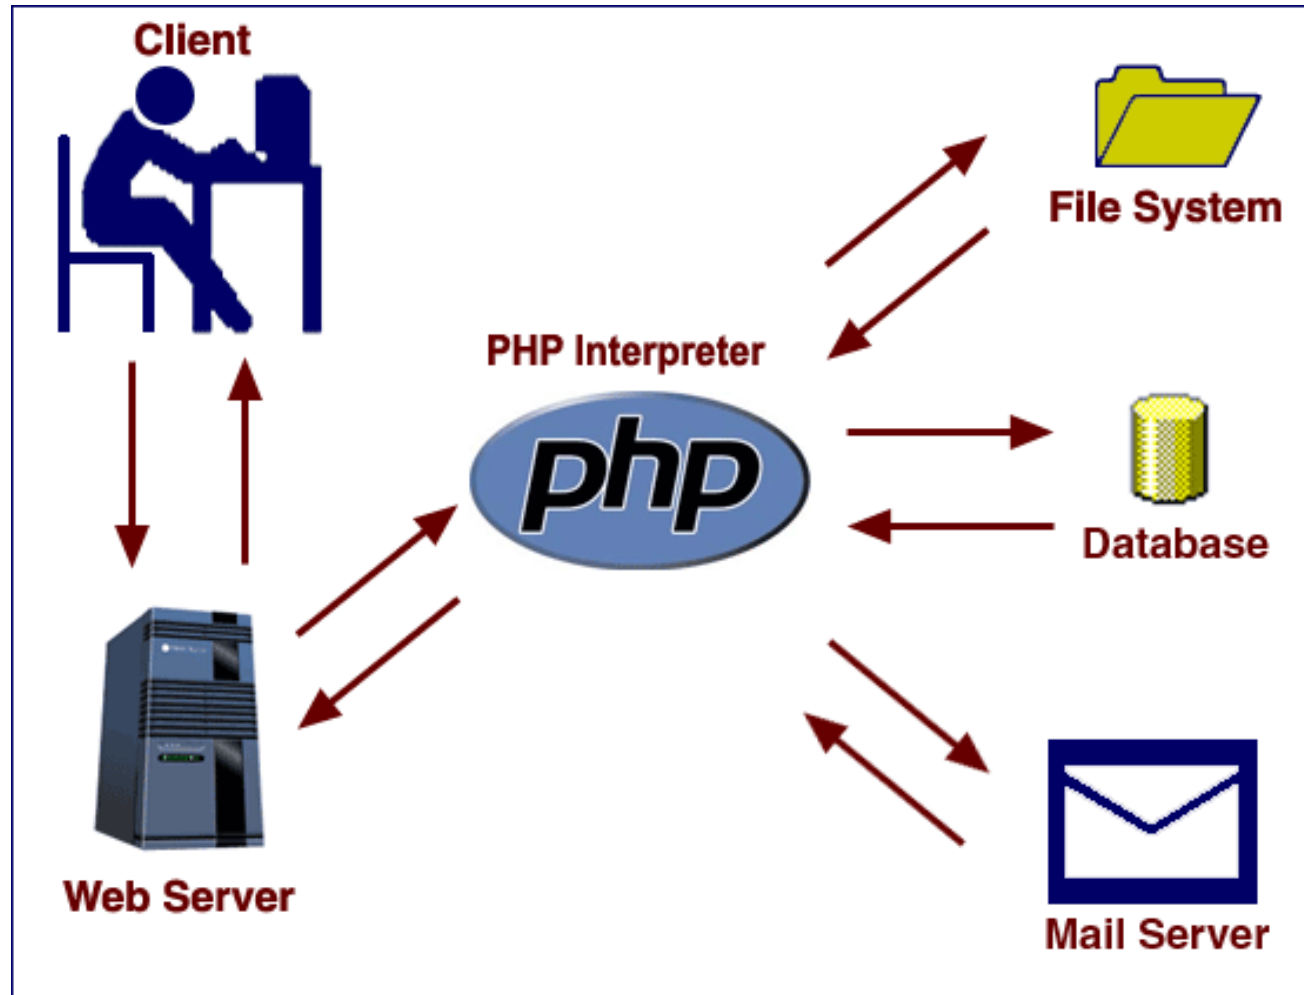 Client
File System
PHP Interpreter
php
Database
Web Server
Mail Server